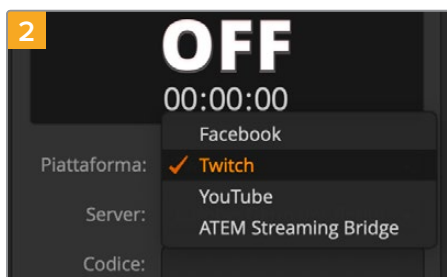 2
OFF
00:00:00
Facebook
Piattaforma: ✓ Twitch
YouTube
Server:
ATEM Streaming Bridge
Codice: